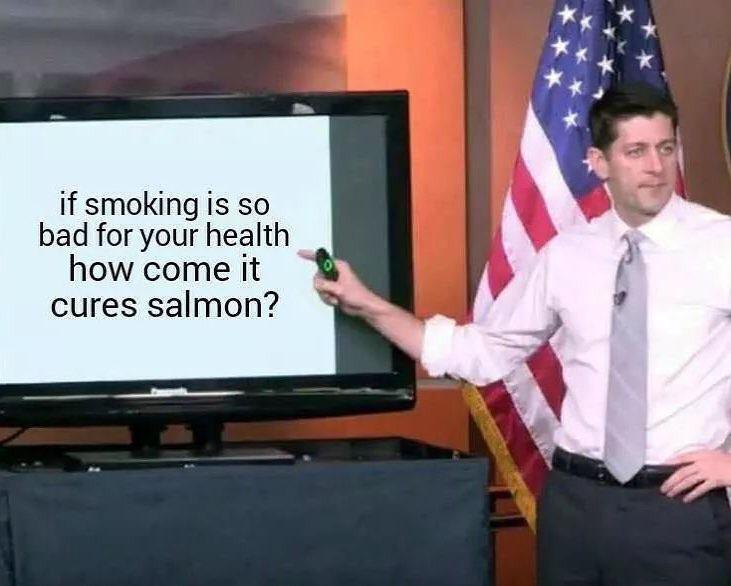 if smoking is so
bad for your health
how come it
cures salmon?